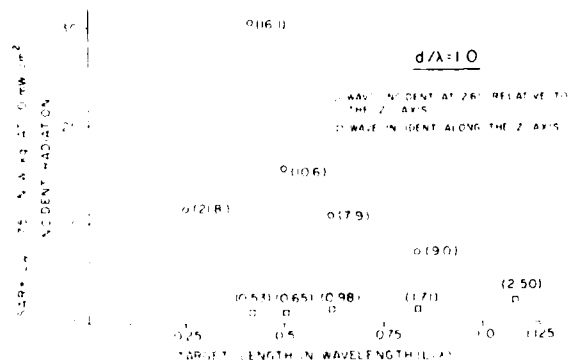 (16.1)
d/λ=1.0
WAVE INCIDENT AT 26° RELATIVE TO
THE Z AXIS
WAVE INCIDENT ALONG THE Z AXIS
(10.6)
(21.8)
(7.9)
(9.0)
(0.53) (0.65) (0.98) (1.71) (2.50)
INCIDENT RADIATION
0.25 0.5 0.75 1.0 1.125
TARGET LENGTH IN WAVELENGTH (L/λ)